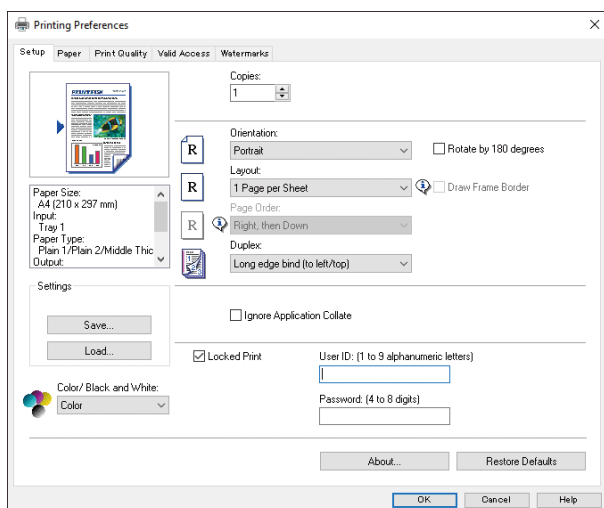 Printing Preferences
Setup
Paper
Print Quality
Valid Access
Watermarks
Copies:
1
Orientation:
R
Portrait
Rotate by 180 degrees
Layout:
R
1 Page per Sheet
Draw Frame Border
Page Order:
R
Right, then Down
Duplex:
Long edge bind (to left/top)
Paper Size:
A4 (210 x 297 mm)
Input:
Tray 1
Paper Type:
Plain 1/Plain 2/Middle Thic
Output:
Settings
Save...
Load...
Ignore Application Collate
Locked Print
User ID: (1 to 9 alphanumeric letters)
Password: (4 to 8 digits)
Color/ Black and White:
Color
About...
Restore Defaults
OK
Cancel
Help